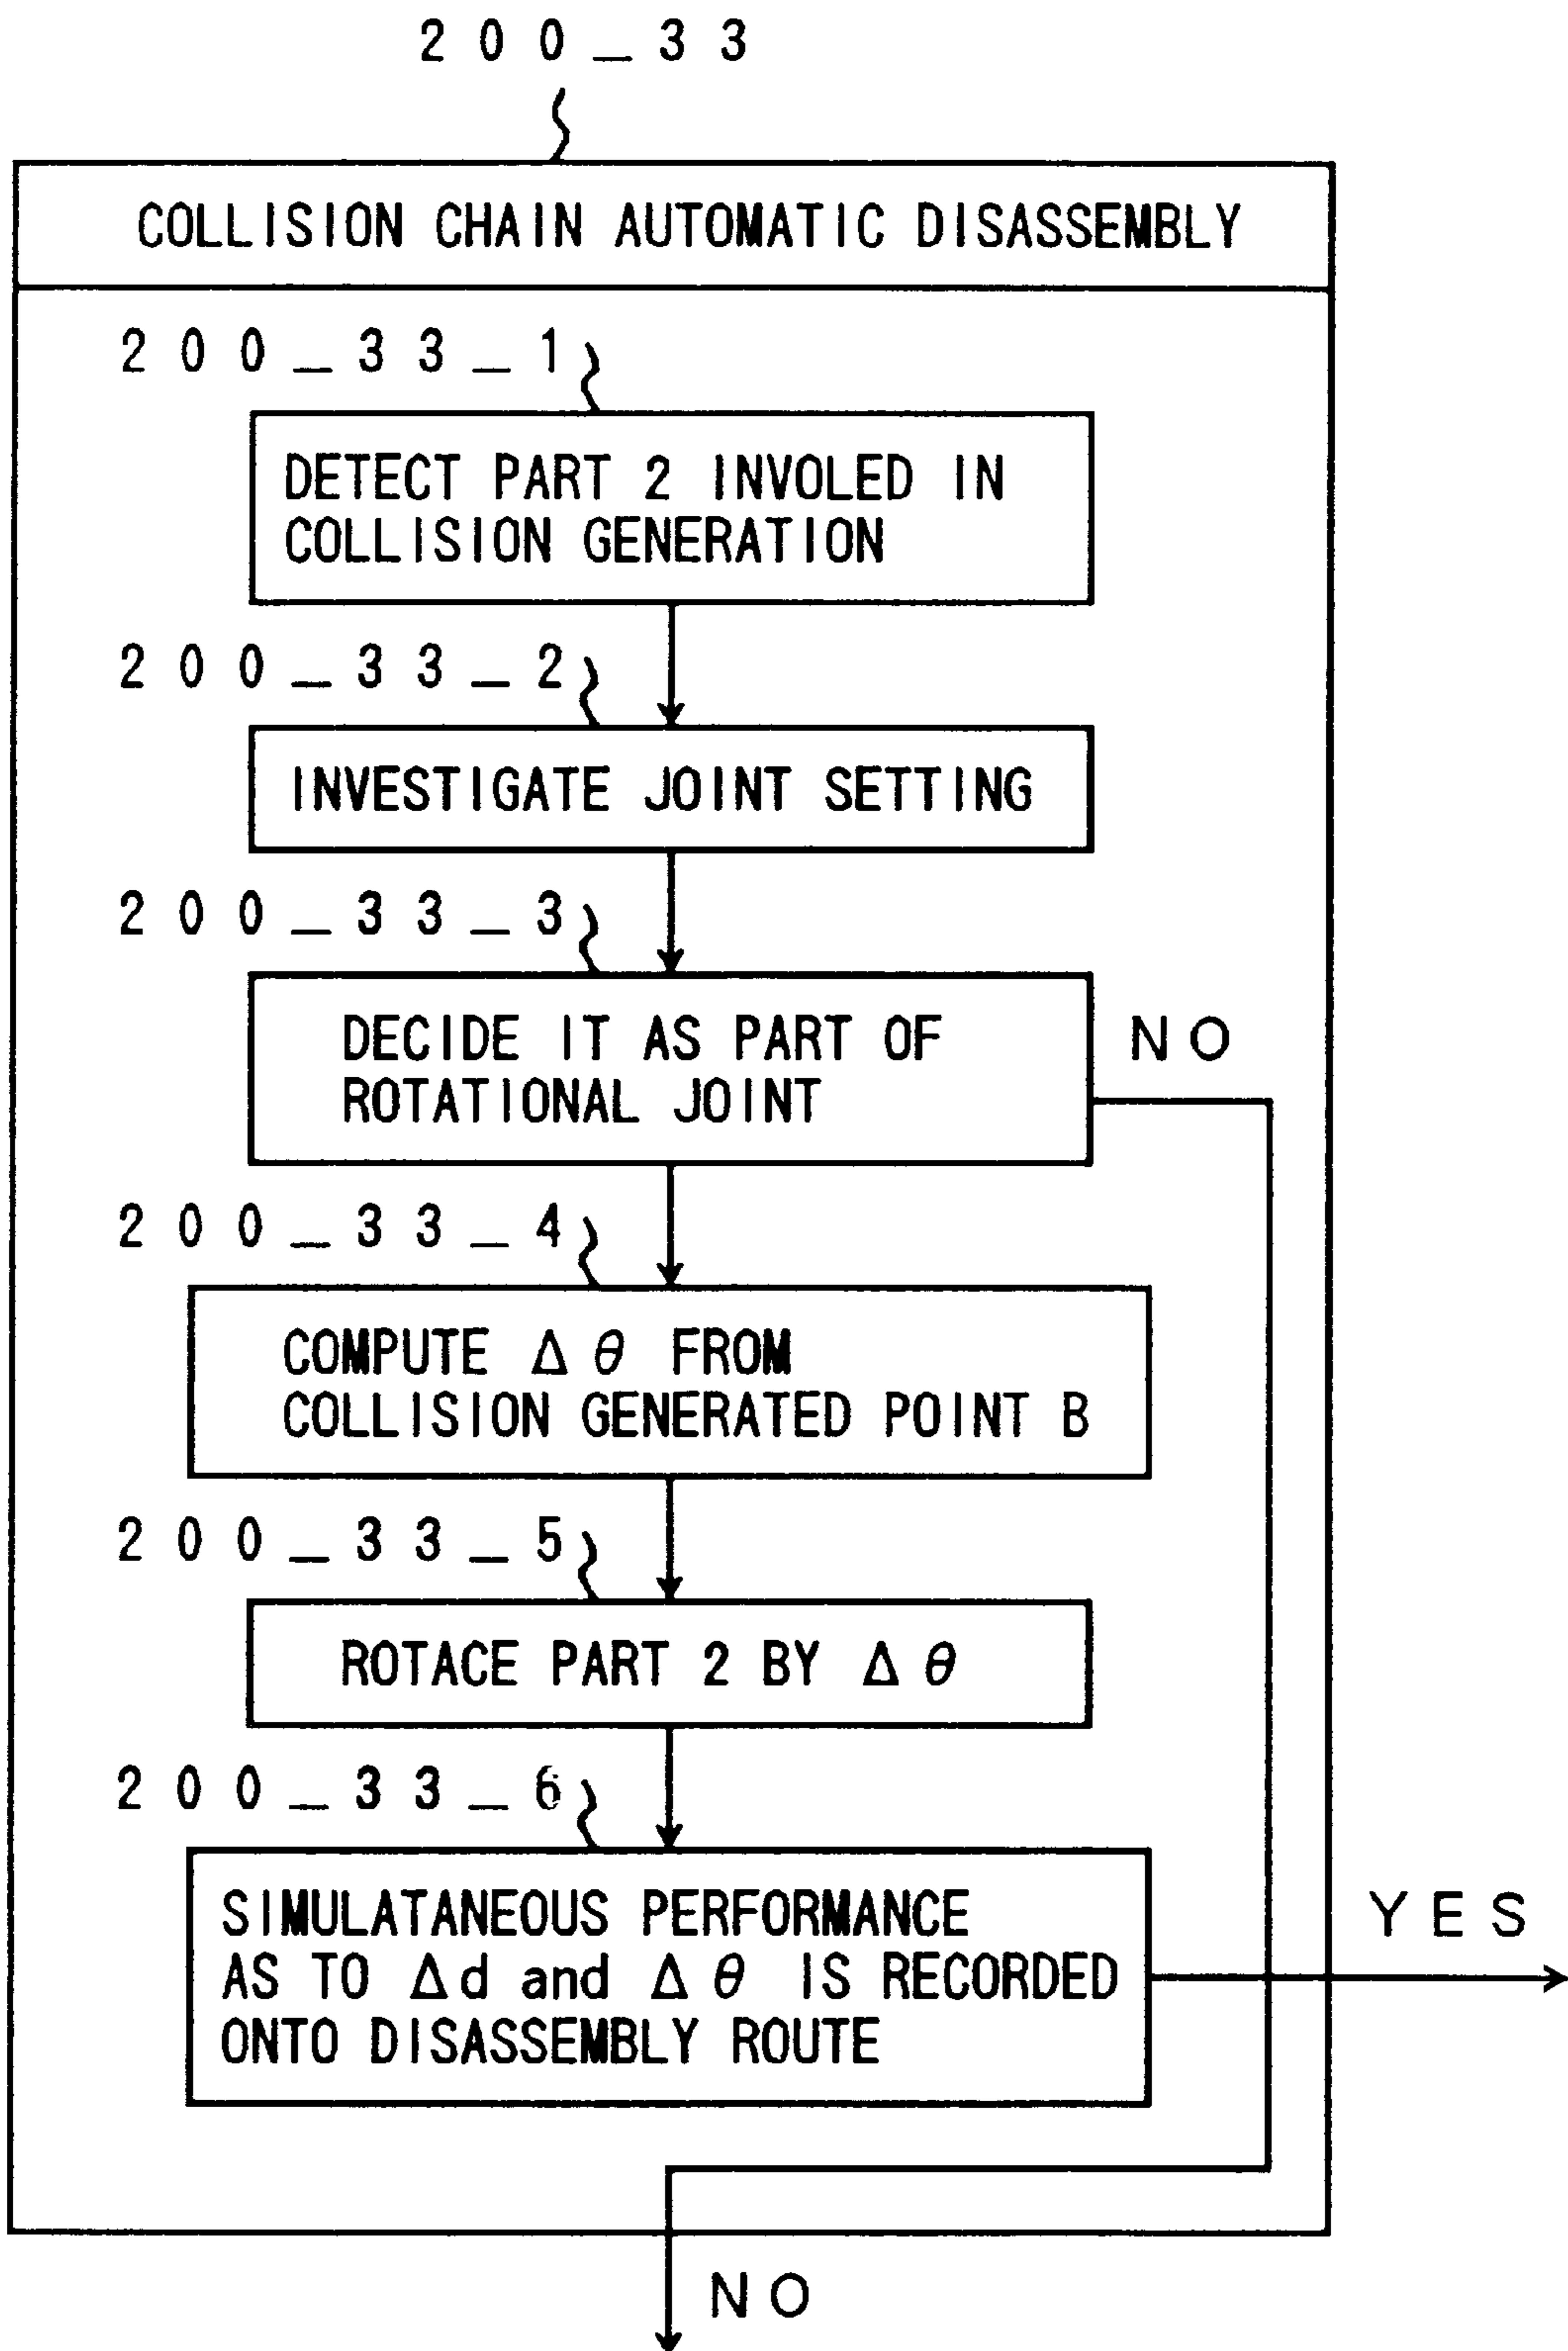 200_33
COLLISION CHAIN AUTOMATIC DISASSEMBLY
200_33_1
DETECT PART 2 INVOLED IN
COLLISION GENERATION
200_33_2
INVESTIGATE JOINT SETTING
200_33_3
DECIDE IT AS PART OF
ROTATIONAL JOINT
NO
200_33_4
COMPUTE Δθ FROM
COLLISION GENERATED POINT B
200_33_5
ROTACE PART 2 BY Δθ
200_33_6
SIMULATANEOUS PERFORMANCE
AS TO Δd and Δθ IS RECORDED
ONTO DISASSEMBLY ROUTE
YES
NO